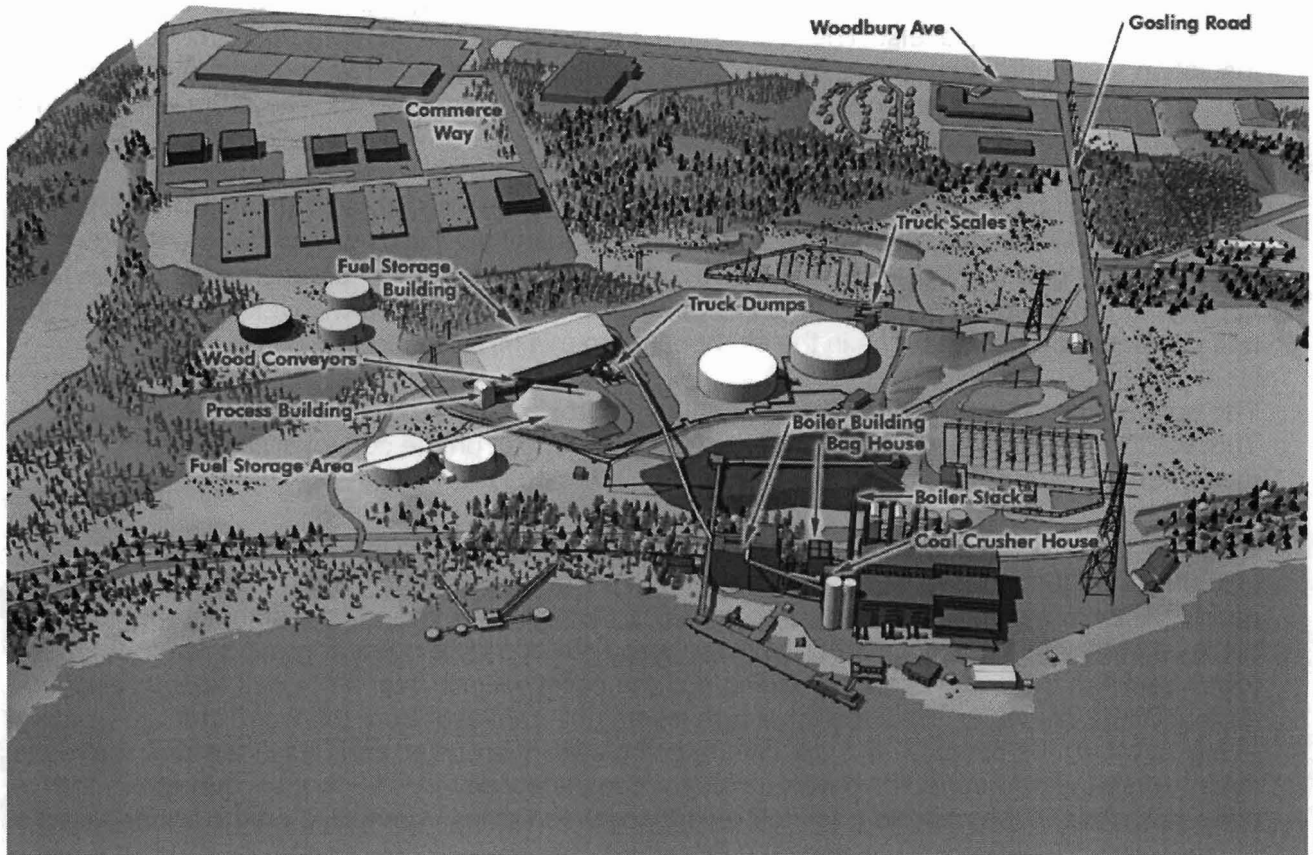 Woodbury Ave
Gosling Road
Commerce
Way
Truck Scales
Fuel Storage
Building
Truck Dumps
Wood Conveyors
Process Building
Boiler Building
Bag House
Fuel Storage Area
Boiler Stack
Coal Crusher House